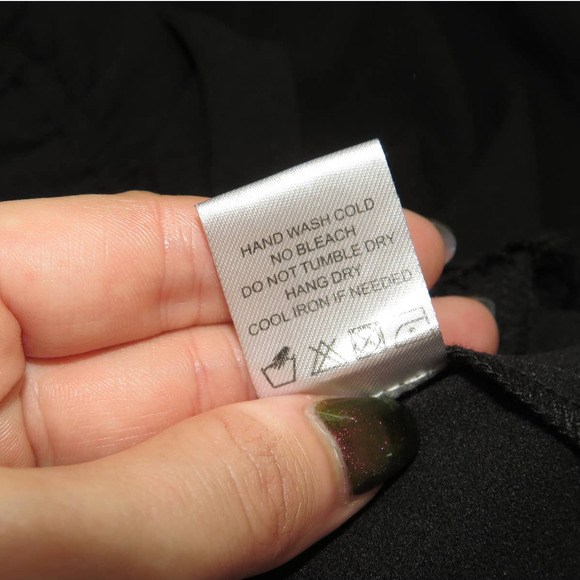 HAND WASH COLD
NO BLEACH
DO NOT TUMBLE DRY
HANG DRY
COOL IRON IF NEEDED